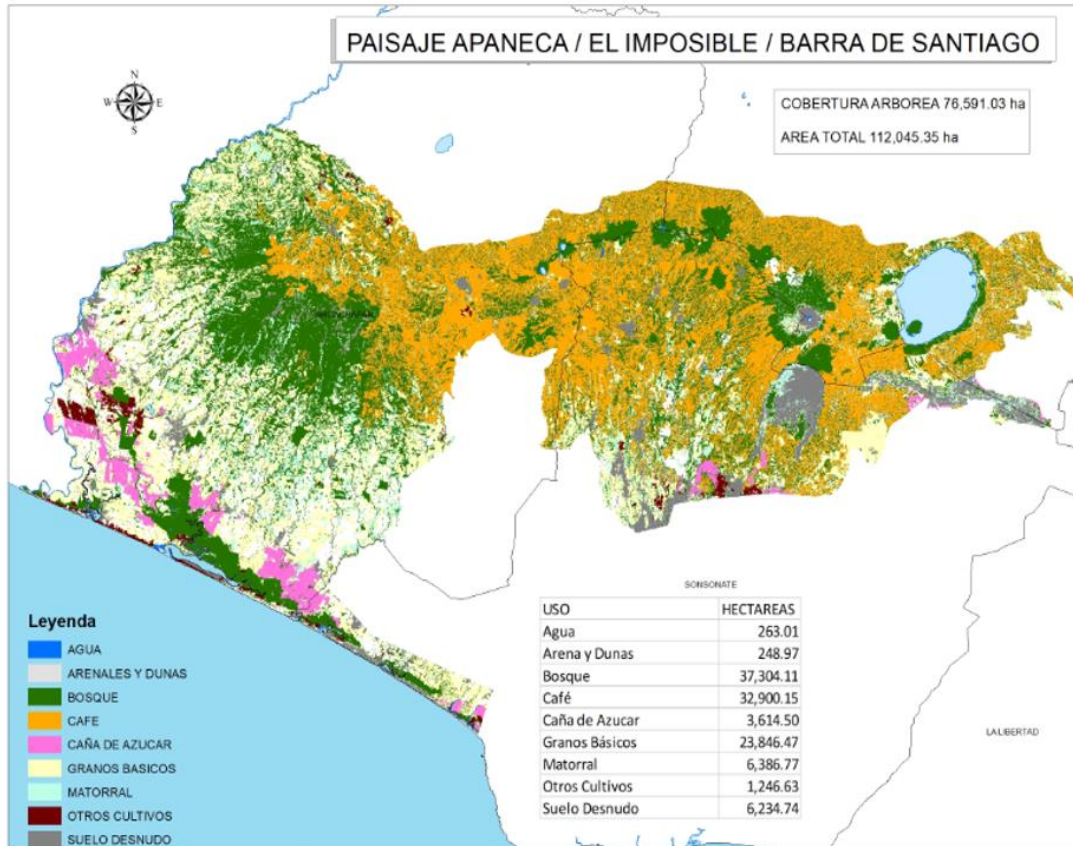 PAISAJE APANECA / EL IMPOSIBLE / BARRA DE SANTIAGO
N
W E
S
COBERTURA ARBOREA 76,591.03 ha
AREA TOTAL 112,045.35 ha
SONSONATE
USO HECTAREAS
Agua 263.01
Arena y Dunas 248.97
Bosque 37,304.11
Café 32,900.15
Caña de Azucar 3,614.50
Granos Básicos 23,846.47
Matorral 6,386.77
Otros Cultivos 1,246.63
Suelo Desnudo 6,234.74
LA LIBERTAD
Leyenda
AGUA
ARENALES Y DUNAS
BOSQUE
CAFE
CAÑA DE AZUCAR
GRANOS BASICOS
MATORRAL
OTROS CULTIVOS
SUELO DESNUDO